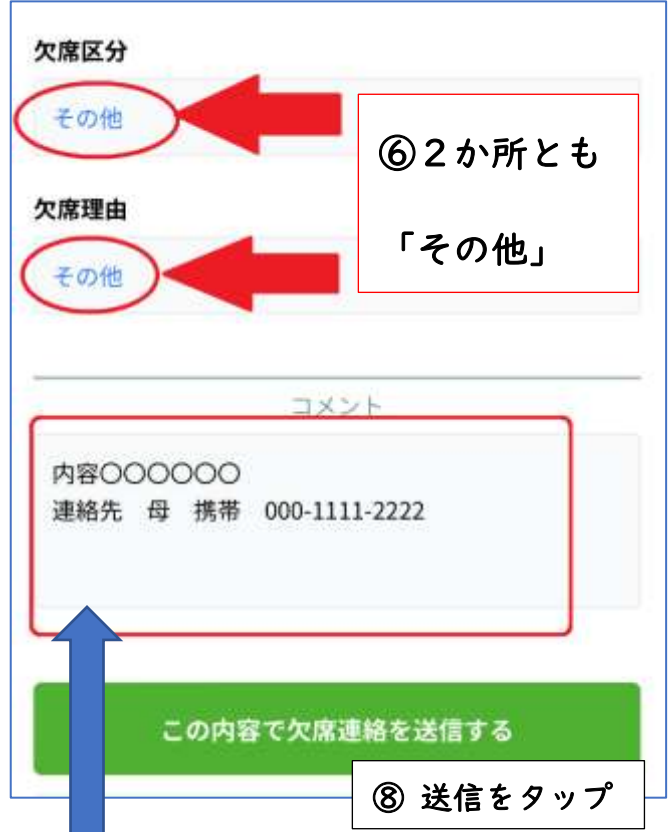 欠席区分
その他
⑥2か所とも
「その他」
欠席理由
その他
コメント
内容〇〇〇〇〇〇
連絡先 母 携帯 000-1111-2222
この内容で欠席連絡を送信する
⑧ 送信をタップ